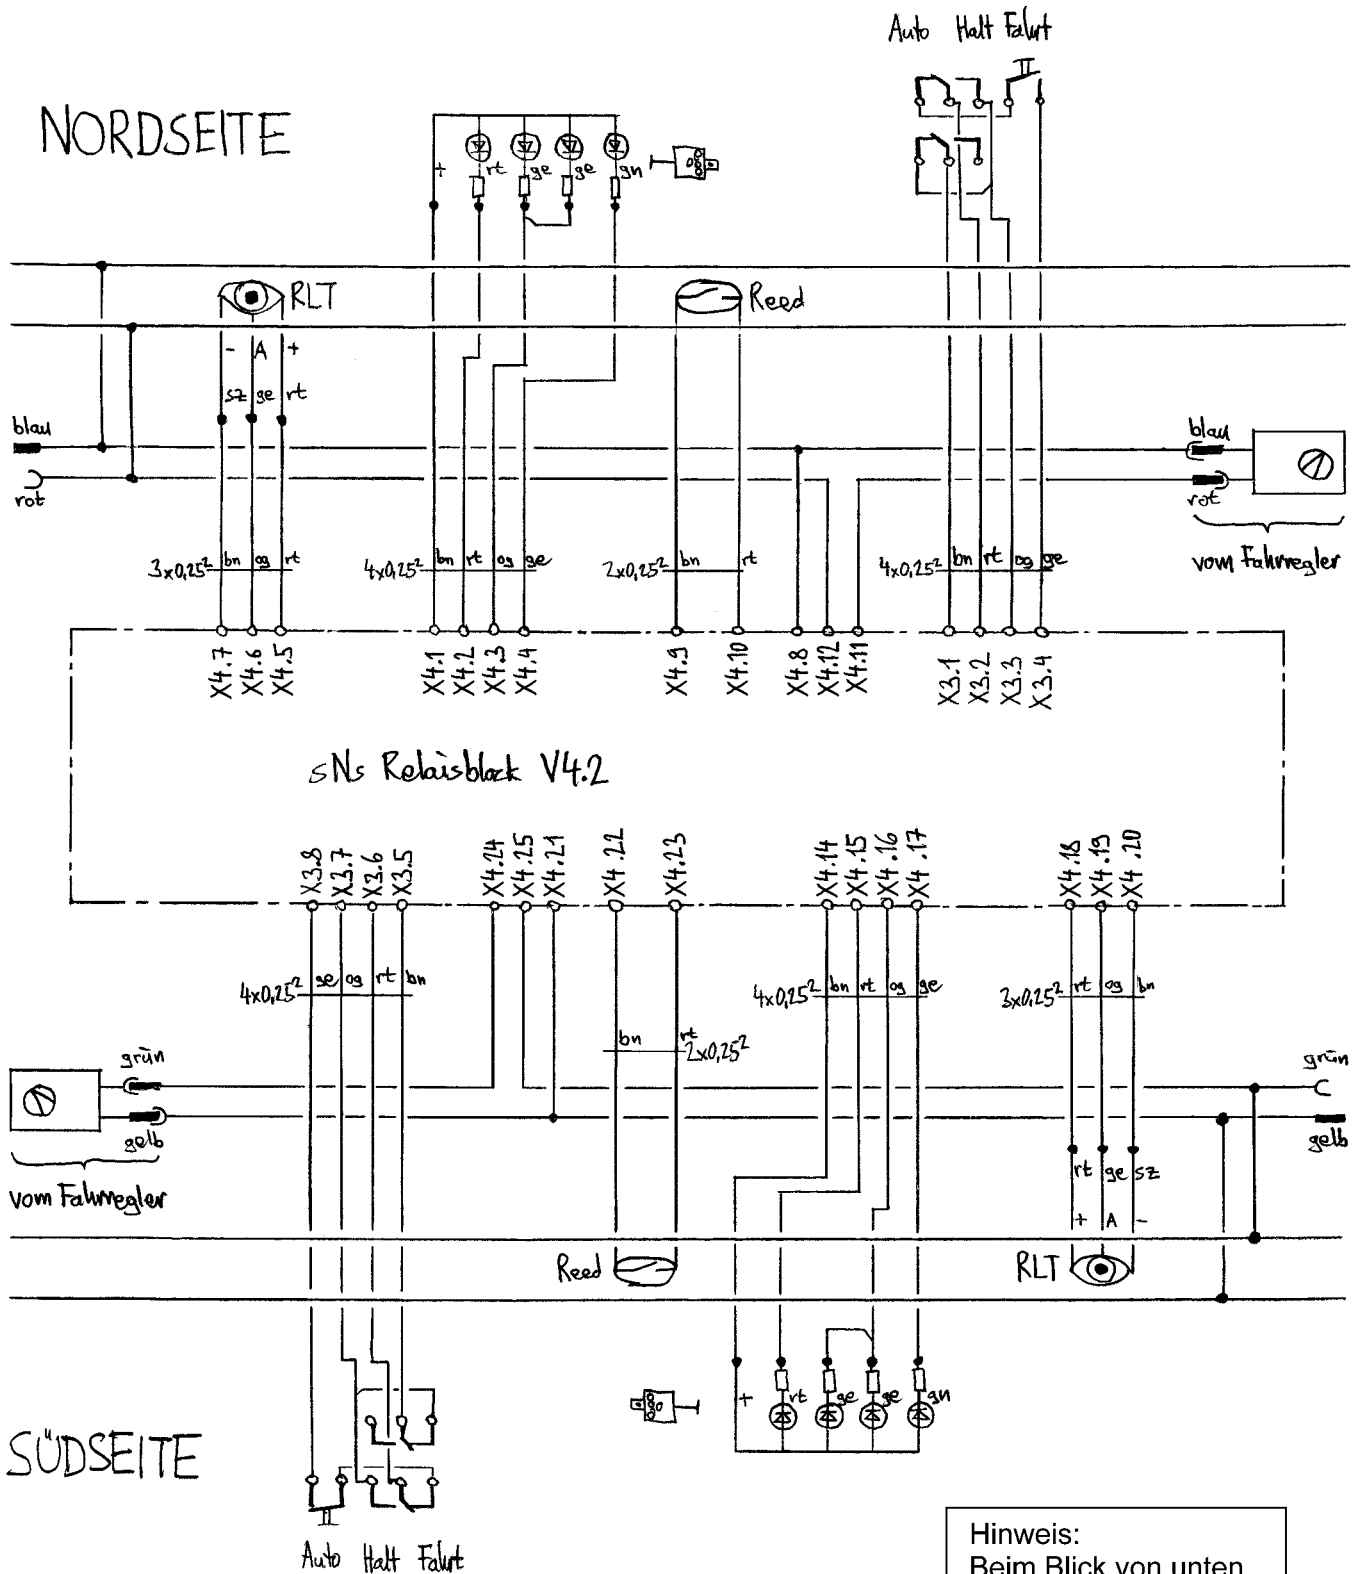 Auto Halt Fahrt
II
NORDSEITE
+ rt ge ge gn
RLT
Reed
- A +
sz ge rt
blau
rot
blau
rot
vom Fahrregler
3x0,25² bn og rt
4x0,25² bn rt og ge
2x0,25² bn rt
4x0,25² bn rt og ge
X4.7 X4.6 X4.5
X4.1 X4.2 X4.3 X4.4
X4.9 X4.10
X4.8 X4.12 X4.11
X3.1 X3.2 X3.3 X3.4
sNs Relaisblock V4.2
X3.8 X3.7 X3.6 X3.5
X4.24 X4.25 X4.21
X4.22 X4.23
X4.14 X4.15 X4.16 X4.17
X4.18 X4.19 X4.20
4x0,25² ge og rt bn
bn rt 2x0,25²
4x0,25² bn rt og ge
3x0,25² rt og bn
grün
gelb
vom Fahrregler
grün
gelb
rt ge sz
+ A -
Reed
RLT
+ rt ge ge gn
SÜDSEITE
II
Auto Halt Fahrt
Hinweis:
Beim Blick von unten